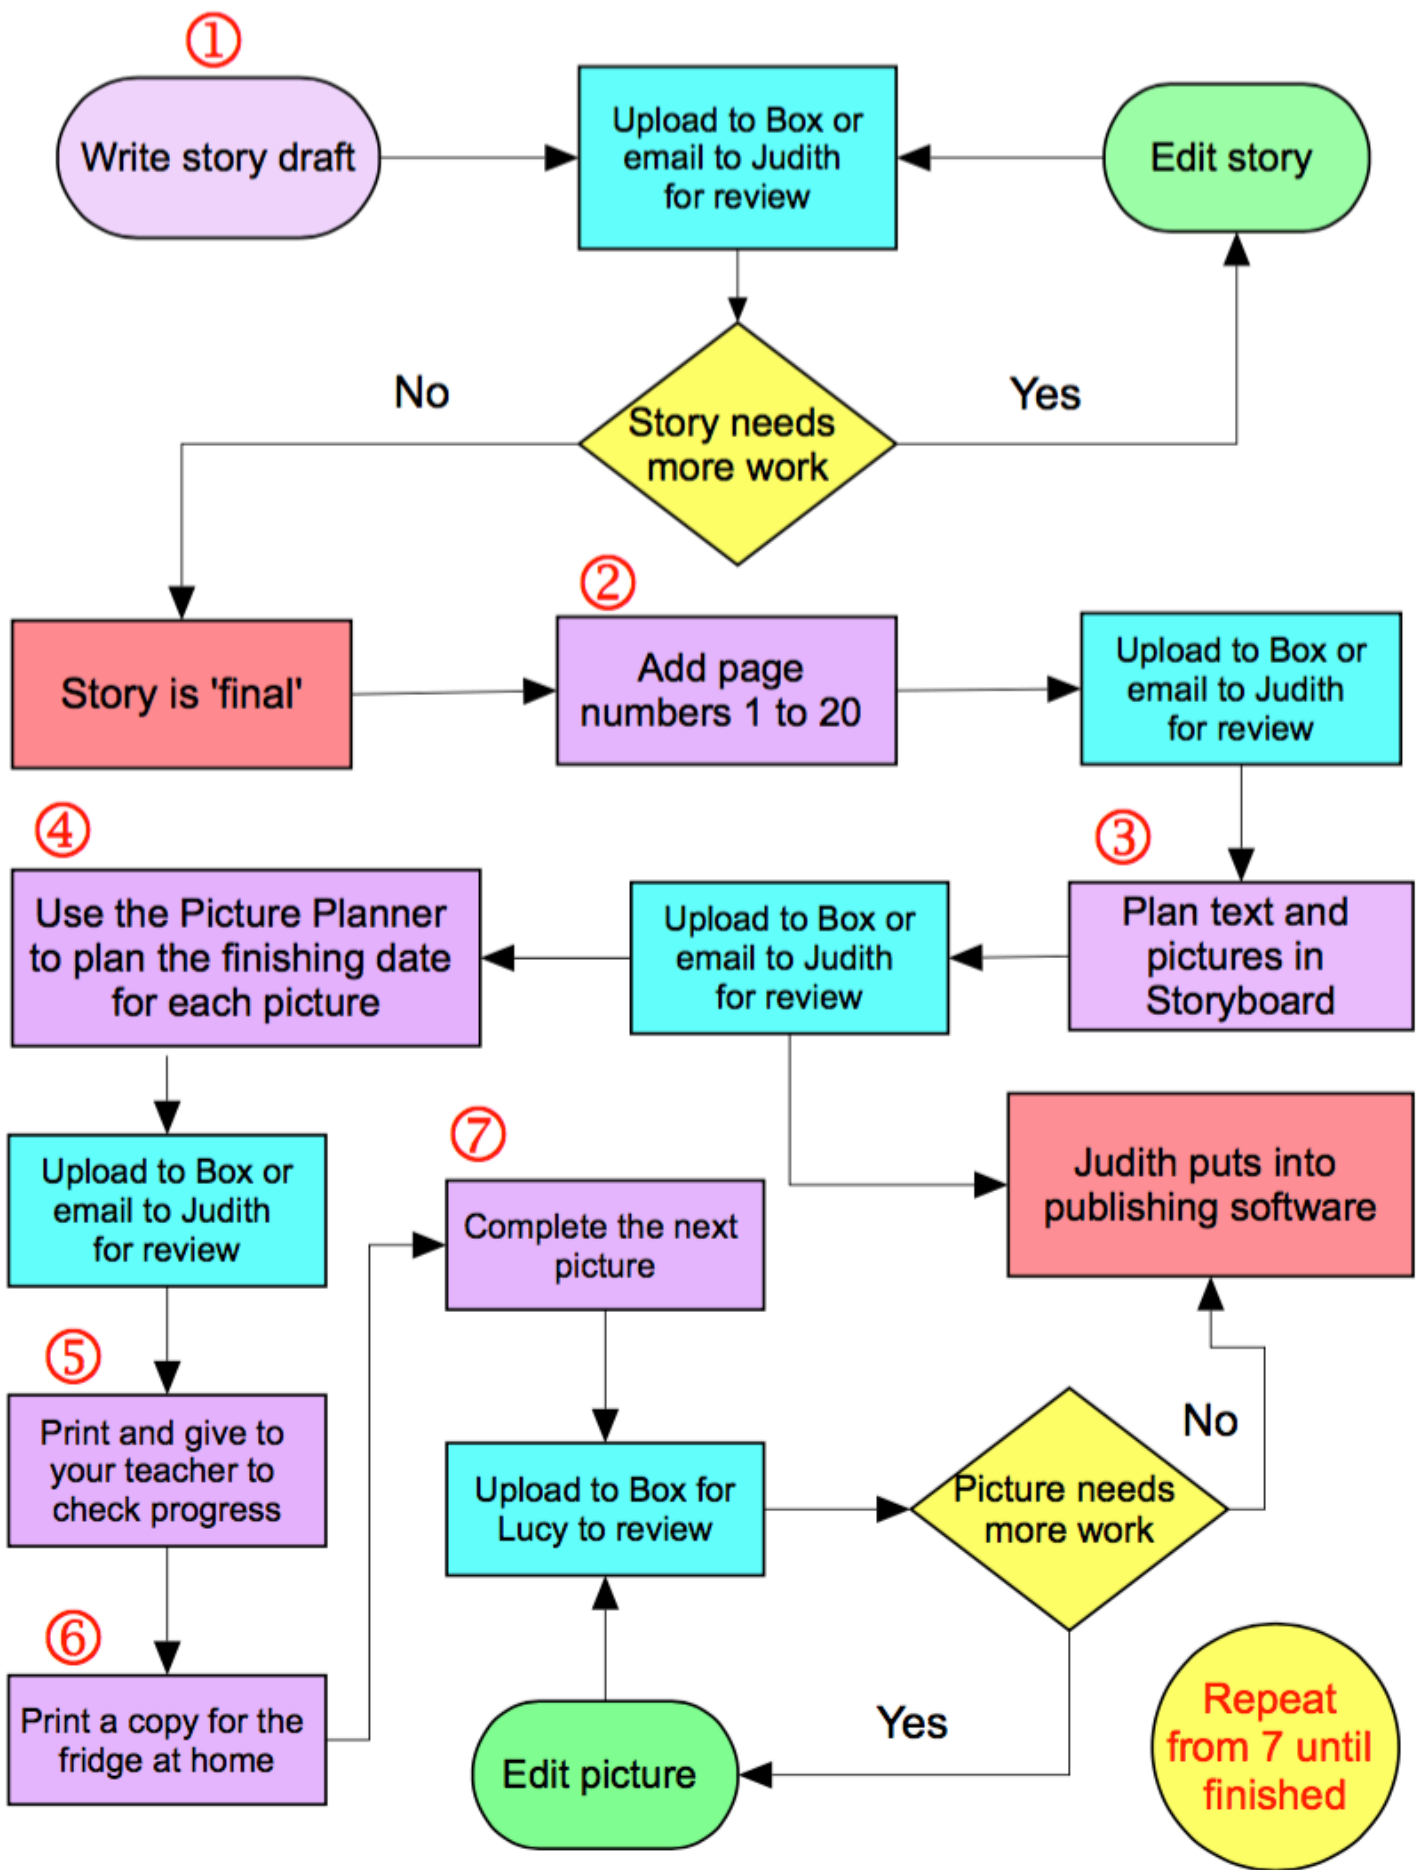 ①
Write story draft
Upload to Box or
email to Judith
for review
Edit story
No
Yes
Story needs
more work
②
Story is 'final'
Add page
numbers 1 to 20
Upload to Box or
email to Judith
for review
④
③
Use the Picture Planner
to plan the finishing date
for each picture
Upload to Box or
email to Judith
for review
Plan text and
pictures in
Storyboard
⑦
Upload to Box or
email to Judith
for review
Complete the next
picture
Judith puts into
publishing software
⑤
Print and give to
your teacher to
check progress
Upload to Box for
Lucy to review
Picture needs
more work
No
⑥
Print a copy for the
fridge at home
Edit picture
Yes
Repeat
from 7 until
finished